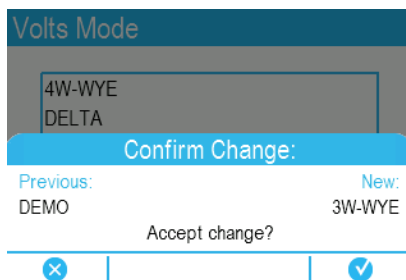 Volts Mode
4W-WYE
DELTA
Confirm Change:
Previous: New:
DEMO 3W-WYE
Accept change?